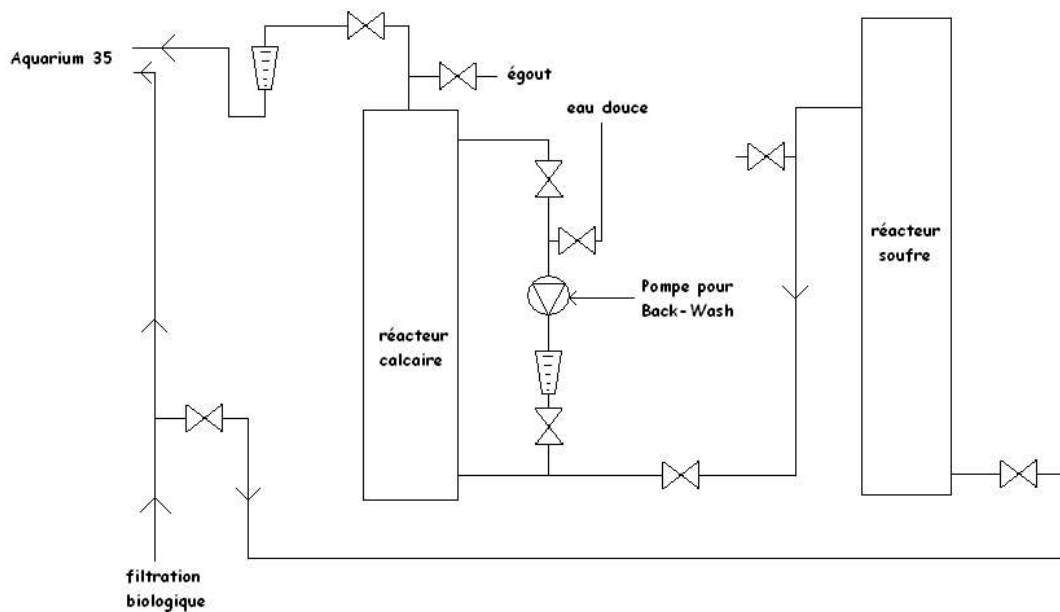 Aquarium 35
égout
eau douce
réacteur
soufre
Pompe pour
Back-Wash
réacteur
calcaire
filtration
biologique